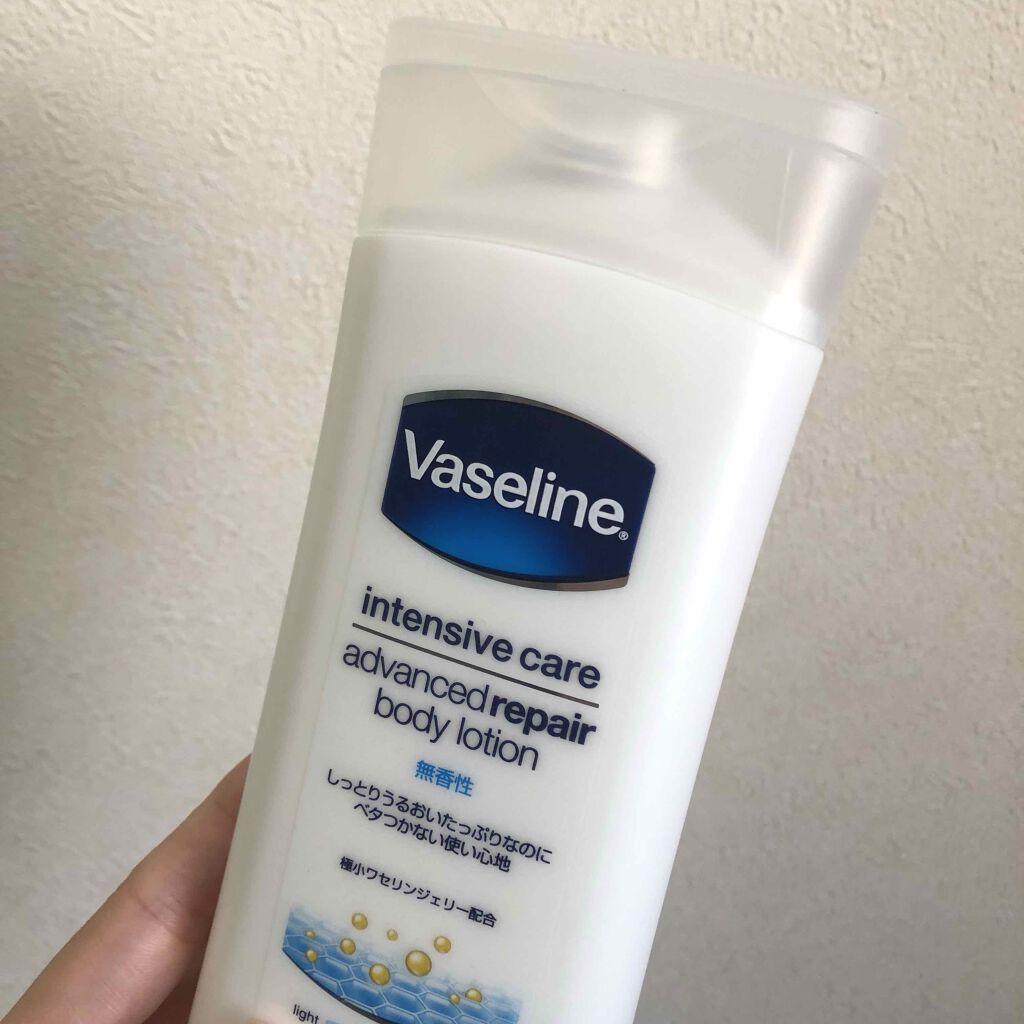 Vaseline®
intensive care
advancedrepair
body lotion
無香性
しっとりうるおいたっぷりなのに
ベタつかない使い心地
極小ワセリンジェリー配合
light